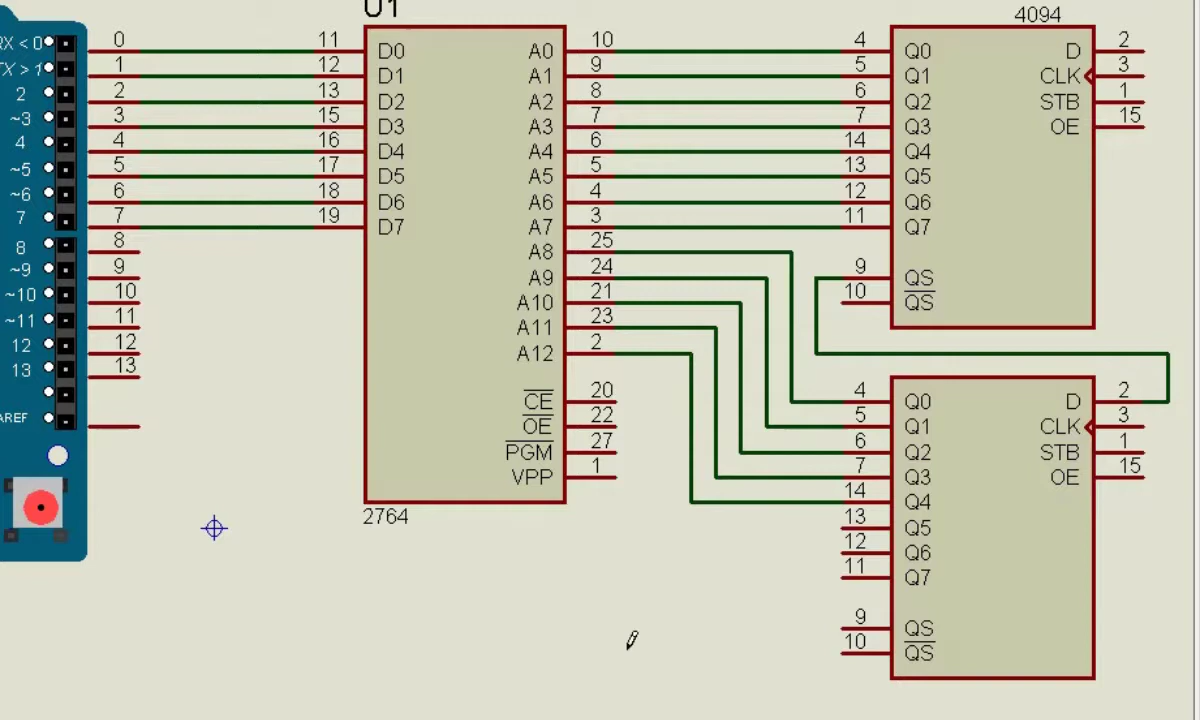 U1
4094
RX < 0 0 11 D0 A0 10 4 Q0 D 2
TX > 1 1 12 D1 A1 9 5 Q1 CLK 3
2 2 13 D2 A2 8 6 Q2 STB 1
~3 3 15 D3 A3 7 7 Q3 OE 15
4 4 16 D4 A4 6 14 Q4
~5 5 17 D5 A5 5 13 Q5
~6 6 18 D6 A6 4 12 Q6
7 7 19 D7 A7 3 11 Q7
8 8 A8 25
~9 9 A9 24 9 QS
~10 10 A10 21 10 QS
~11 11 A11 23
12 12 A12 2
13 13
CE 20 4 Q0 D 2
AREF OE 22 5 Q1 CLK 3
PGM 27 6 Q2 STB 1
VPP 1 7 Q3 OE 15
14 Q4
2764 13 Q5
12 Q6
11 Q7
9 QS
10 QS